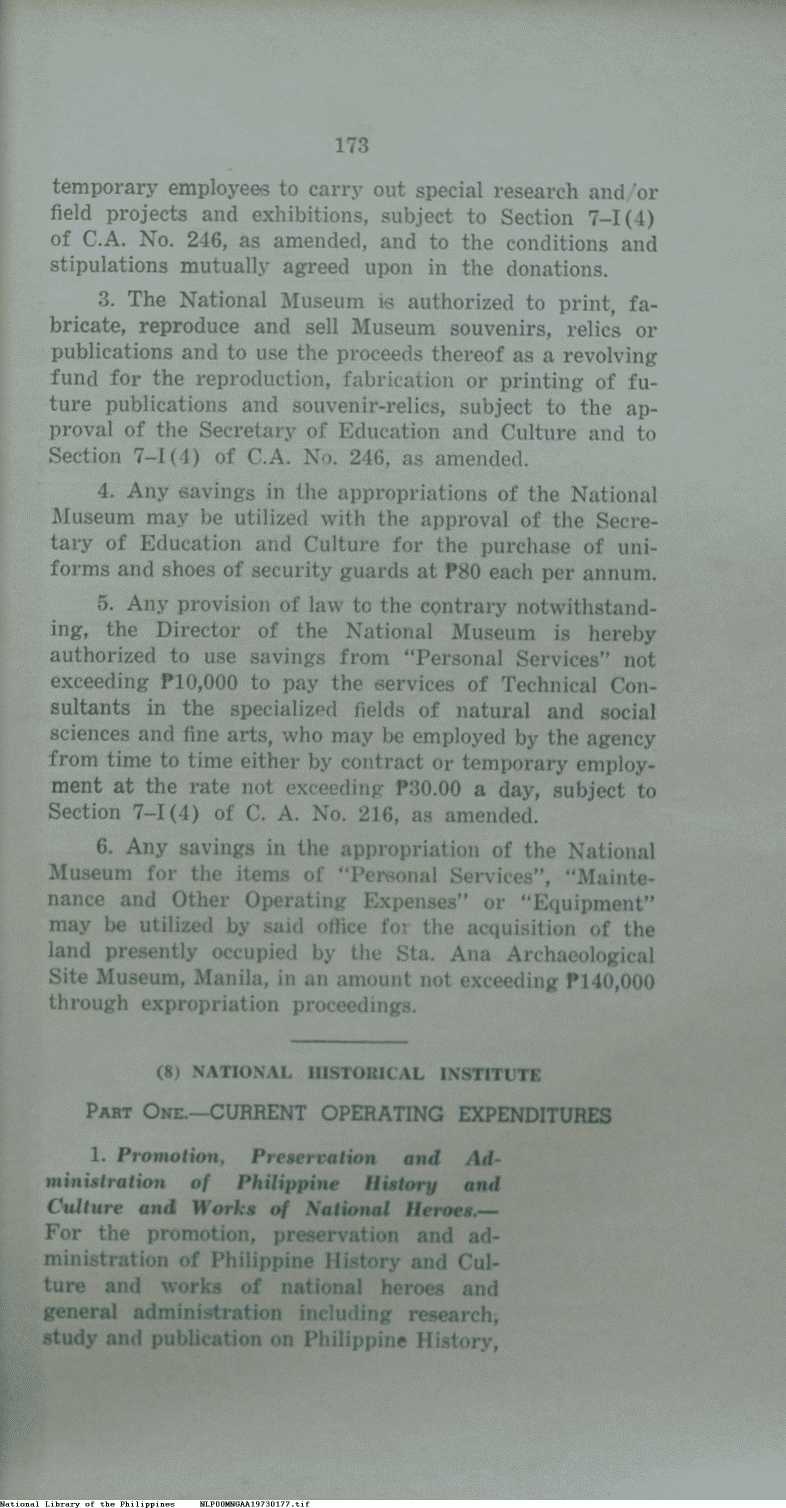 173
temporary employees to carry out special research and/or
field projects and exhibitions, subject to Section 7–I(4)
of C.A. No. 246, as amended, and to the conditions and
stipulations mutually agreed upon in the donations.
3. The National Museum is authorized to print, fa-
bricate, reproduce and sell Museum souvenirs, relics or
publications and to use the proceeds thereof as a revolving
fund for the reproduction, fabrication or printing of fu-
ture publications and souvenir-relics, subject to the ap-
proval of the Secretary of Education and Culture and to
Section 7–I(4) of C.A. No. 246, as amended.
4. Any savings in the appropriations of the National
Museum may be utilized with the approval of the Secre-
tary of Education and Culture for the purchase of uni-
forms and shoes of security guards at ₱80 each per annum.
5. Any provision of law to the contrary notwithstand-
ing, the Director of the National Museum is hereby
authorized to use savings from “Personal Services” not
exceeding ₱10,000 to pay the services of Technical Con-
sultants in the specialized fields of natural and social
sciences and fine arts, who may be employed by the agency
from time to time either by contract or temporary employ-
ment at the rate not exceeding ₱30.00 a day, subject to
Section 7–I(4) of C. A. No. 216, as amended.
6. Any savings in the appropriation of the National
Museum for the items of “Personal Services”, “Mainte-
nance and Other Operating Expenses” or “Equipment”
may be utilized by said office for the acquisition of the
land presently occupied by the Sta. Ana Archaeological
Site Museum, Manila, in an amount not exceeding ₱140,000
through expropriation proceedings.
(8) NATIONAL HISTORICAL INSTITUTE
PART ONE.—CURRENT OPERATING EXPENDITURES
1. Promotion, Preservation and Ad-
ministration of Philippine History and
Culture and Works of National Heroes.—
For the promotion, preservation and ad-
ministration of Philippine History and Cul-
ture and works of national heroes and
general administration including research,
study and publication on Philippine History,
National Library of the Philippines NLP00MNGAA19730177.tif